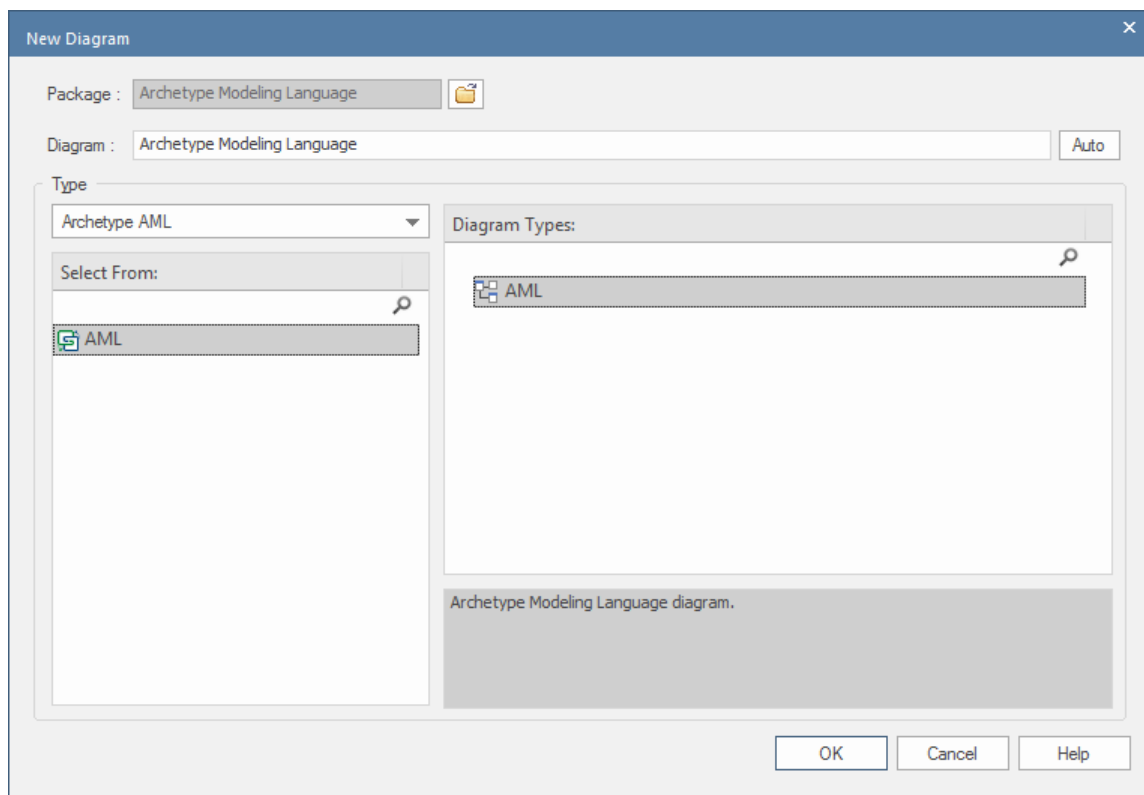 New Diagram
Package : Archetype Modeling Language
Diagram : Archetype Modeling Language Auto
Type
Archetype AML
Select From:
AML
Diagram Types:
AML
Archetype Modeling Language diagram.
OK Cancel Help